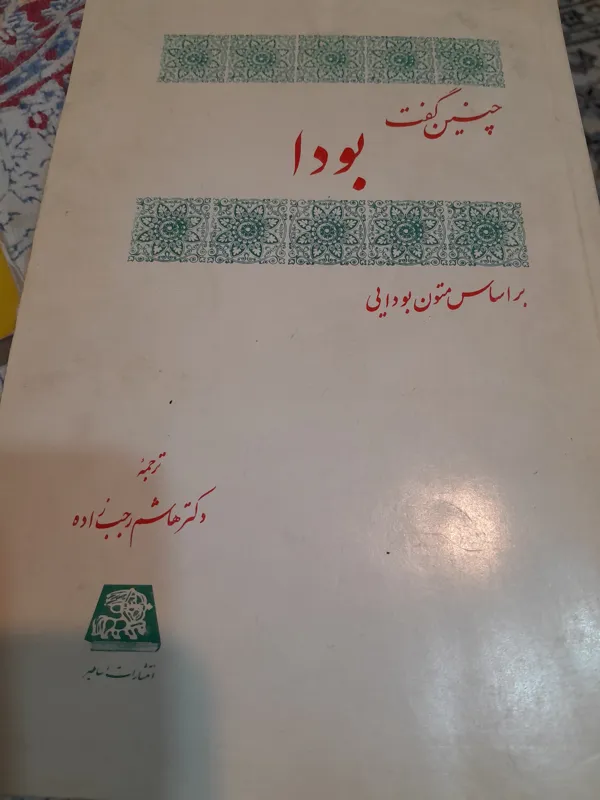 چنین گفت
بودا
بر اساس متون بودایی
ترجمهٔ
دکتر هاشم رجب‌زاده
انتشارات اساطیر